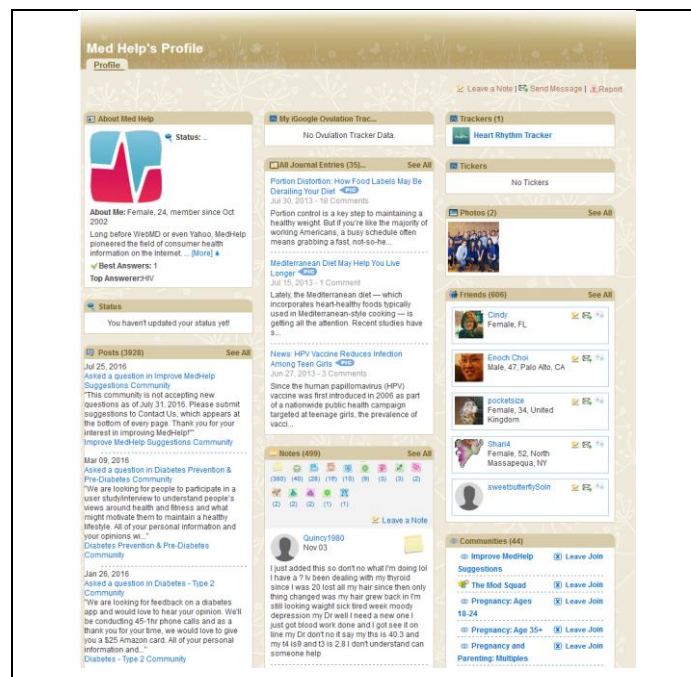 Med Help's Profile
Profile
Leave a Note | Send Message | Report
About Med Help
Status: ...
About Me: Female, 24, member since Oct
2002
Long before WebMD or even Yahoo, MedHelp
pioneered the field of consumer health
information on the Internet. ... [More]
Best Answers: 1
Top Answerer:HIV
Status
You haven't updated your status yet!
Posts (3928) See All
Jul 25, 2016
Asked a question in Improve MedHelp
Suggestions Community
"This community is not accepting new
questions as of July 31, 2016. Please submit
suggestions to Contact Us, which appears at
the bottom of every page. Thank you for your
interest in improving MedHelp!"
Improve MedHelp Suggestions Community
Mar 09, 2016
Asked a question in Diabetes Prevention &
Pre-Diabetes Community
"We are looking for people to participate in a
user study/interview to understand people's
views around health and fitness and what
might motivate them to maintain a healthy
lifestyle. All of your personal information and
your opinions wi..."
Diabetes Prevention & Pre-Diabetes
Community
Jan 26, 2016
Asked a question in Diabetes - Type 2
Community
"We are looking for feedback on a diabetes
app and would love to hear your opinion. We'll
be conducting 45-1hr phone calls and as a
thank you for your time, we would love to give
you a $25 Amazon card. All of your personal
information and..."
Diabetes - Type 2 Community
My iGoogle Ovulation Trac...
No Ovulation Tracker Data.
All Journal Entries (35)... See All
Portion Distortion: How Food Labels May Be
Derailing Your Diet PIC
Jul 30, 2013 - 18 Comments
Portion control is a key step to maintaining a
healthy weight. But if you're like the majority of
working Americans, a busy schedule often
means grabbing a fast, not-so-he...
Mediterranean Diet May Help You Live
Longer PIC
Jul 15, 2013 - 1 Comment
Lately, the Mediterranean diet — which
incorporates heart-healthy foods typically
used in Mediterranean-style cooking — is
getting all the attention. Recent studies have
s...
News: HPV Vaccine Reduces Infection
Among Teen Girls PIC
Jun 27, 2013 - 3 Comments
Since the human papillomavirus (HPV)
vaccine was first introduced in 2006 as part
of a nationwide public health campaign
targeted at teenage girls, the prevalence of
vacci...
Notes (499) See All
(2) (2) (2) (1) (1)
Leave a Note
Quincy1980
Nov 03
I just added this so don't no what I'm doing lol
I have a ? Iv been dealing with my thyroid
since I was 20 lost all my hair since then only
thing changed was my hair grew back in I'm
still looking waight sick tired week moody
depression my Dr well I need a new one I
just got blood work done and I got see it on
line my Dr don't no it say my ths is 40.3 and
my t4 is9 and t3 is 2.8 I don't understand can
someone help
Trackers (1)
Heart Rhythm Tracker
Tickers
No Tickers
Photos (2) See All
Friends (606) See All
Cindy
Female, FL
Enoch Choi
Male, 47, Palo Alto, CA
pocketsize
Female, 34, United
Kingdom
Shari4
Female, 52, North
Massapequa, NY
sweetbutterflySoln
Communities (44)
Improve MedHelp Leave Join
Suggestions
The Mod Squad Leave Join
Pregnancy: Ages Leave Join
18-24
Pregnancy: Age 35+ Leave Join
Pregnancy and Leave Join
Parenting: Multiples